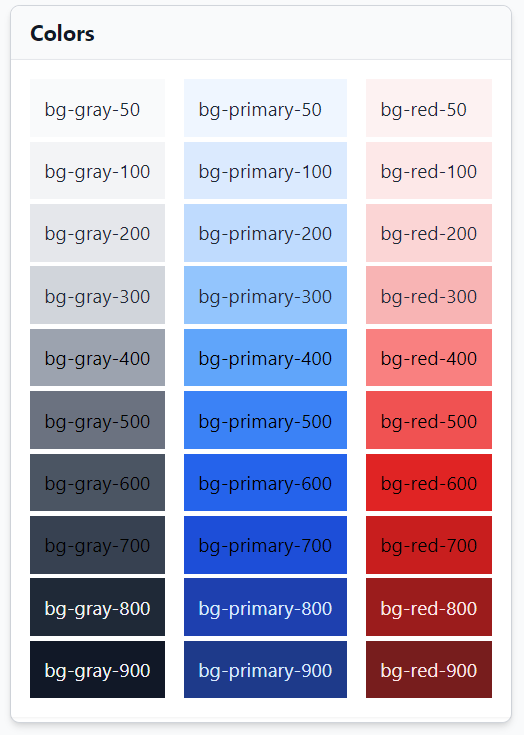 Colors
bg-gray-50 bg-primary-50 bg-red-50
bg-gray-100 bg-primary-100 bg-red-100
bg-gray-200 bg-primary-200 bg-red-200
bg-gray-300 bg-primary-300 bg-red-300
bg-gray-400 bg-primary-400 bg-red-400
bg-gray-500 bg-primary-500 bg-red-500
bg-gray-600 bg-primary-600 bg-red-600
bg-gray-700 bg-primary-700 bg-red-700
bg-gray-800 bg-primary-800 bg-red-800
bg-gray-900 bg-primary-900 bg-red-900